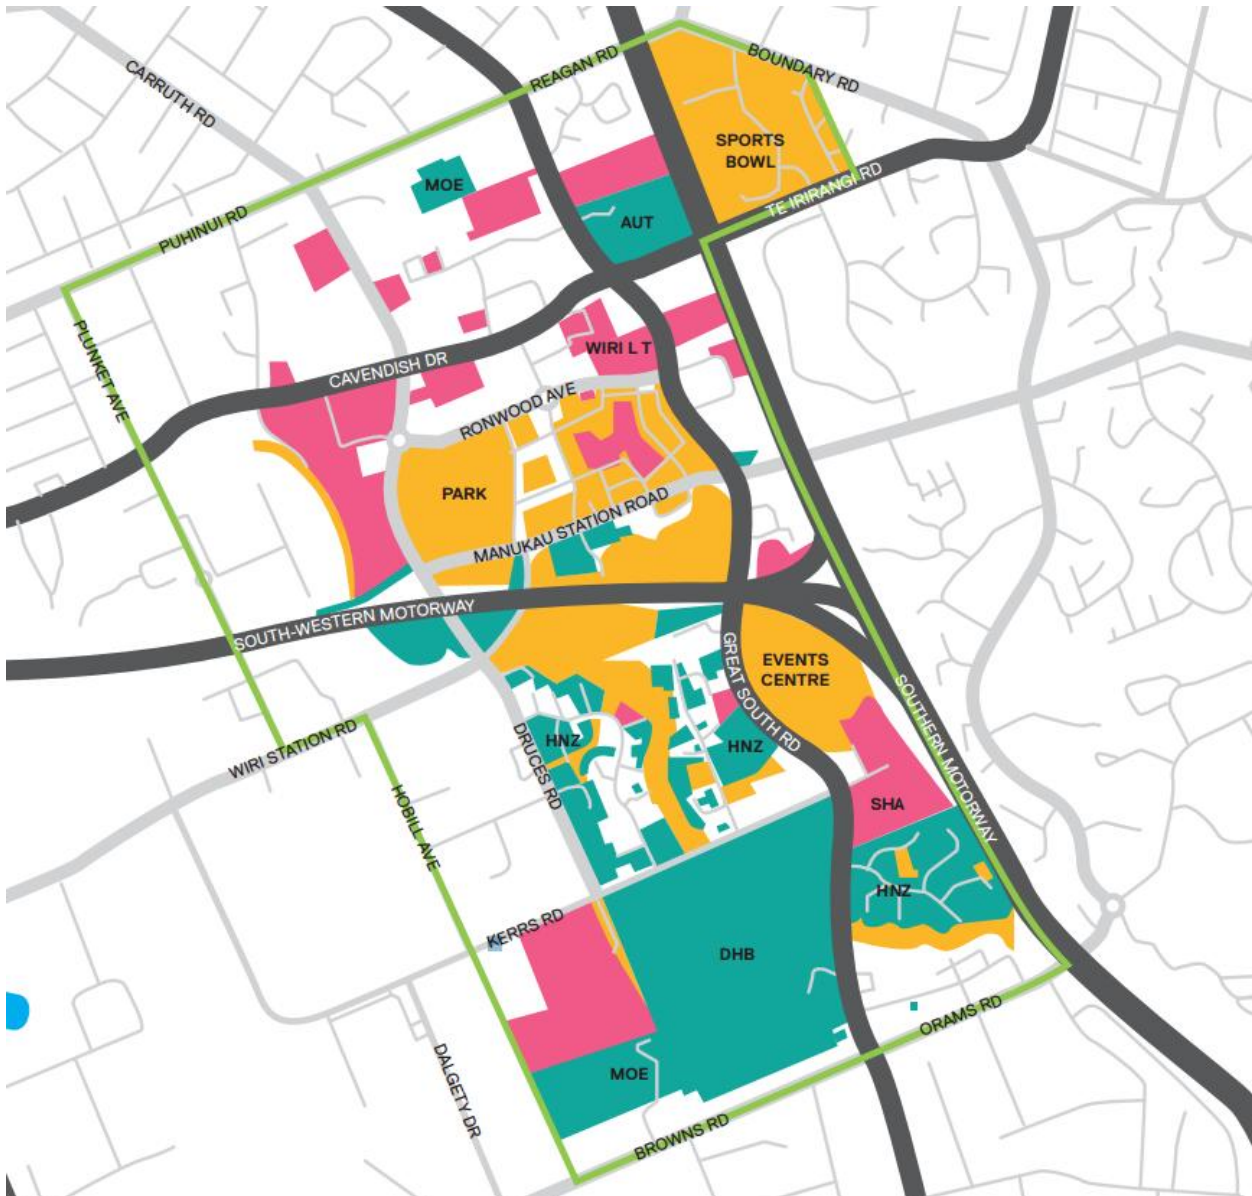 BOUNDARY RD
REAGAN RD
CARRUTH RD
SPORTS
BOWL
MOE
TE IRIRANGI RD
PUHINUI RD
AUT
PLUNKET AVE
WIRI L T
CAVENDISH DR
RONWOOD AVE
PARK
MANUKAU STATION ROAD
SOUTH-WESTERN MOTORWAY
EVENTS
CENTRE
GREAT SOUTH RD
SOUTHERN MOTORWAY
WIRI STATION RD
DRUCES RD
HNZ
HNZ
HOBILL AVE
SHA
HNZ
KERRS RD
DHB
ORAMS RD
DALGETY DR
MOE
BROWNS RD